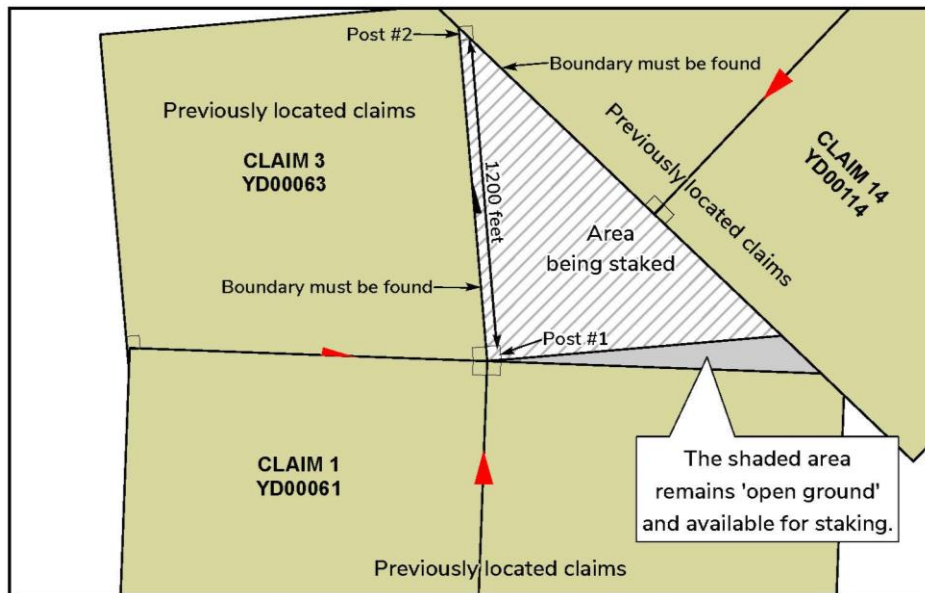 Post #2
Boundary must be found
Previously located claims
CLAIM 3
YD00063
Previously located claims
CLAIM 14
YD00114
1200 feet
Area
being staked
Boundary must be found
Post #1
CLAIM 1
YD00061
The shaded area
remains 'open ground'
and available for staking.
Previously located claims